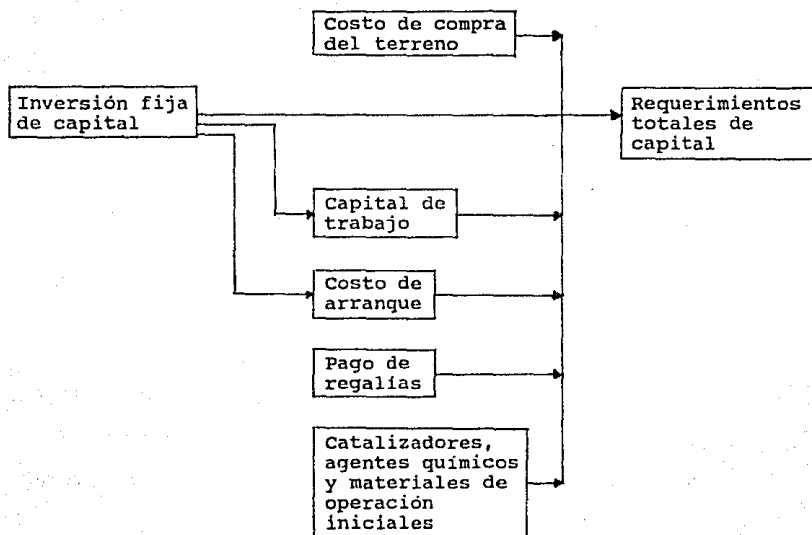 Costo de compra
del terreno
Inversión fija
de capital
Requerimientos
totales de
capital
Capital de
trabajo
Costo de
arranque
Pago de
regalías
Catalizadores,
agentes químicos
y materiales de
operación
iniciales